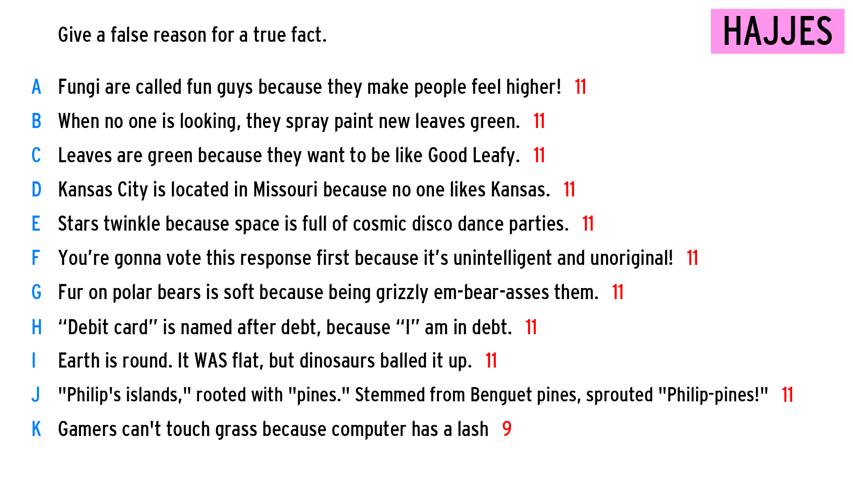 Give a false reason for a true fact.
HAJJES
A Fungi are called fun guys because they make people feel higher! 11
B When no one is looking, they spray paint new leaves green. 11
C Leaves are green because they want to be like Good Leafy. 11
D Kansas City is located in Missouri because no one likes Kansas. 11
E Stars twinkle because space is full of cosmic disco dance parties. 11
F You’re gonna vote this response first because it’s unintelligent and unoriginal! 11
G Fur on polar bears is soft because being grizzly em-bear-asses them. 11
H “Debit card” is named after debt, because “I” am in debt. 11
I Earth is round. It WAS flat, but dinosaurs balled it up. 11
J "Philip's islands," rooted with "pines." Stemmed from Benguet pines, sprouted "Philip-pines!" 11
K Gamers can't touch grass because computer has a lash 9